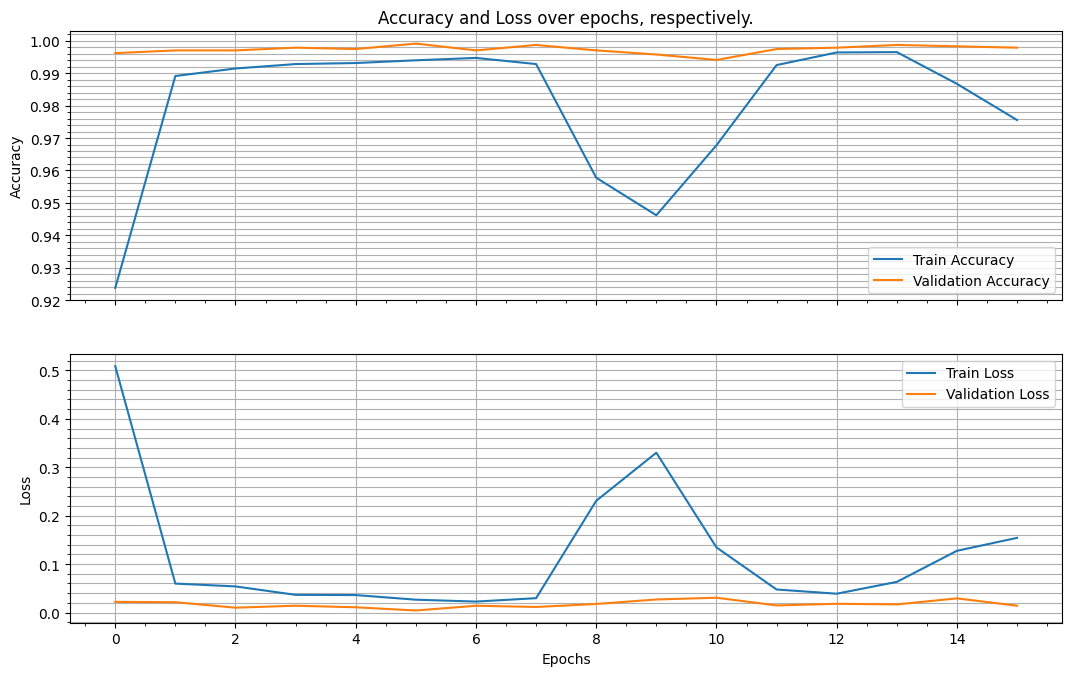 Accuracy and Loss over epochs, respectively.
1.00
0.99
0.98
0.97
0.96
0.95
0.94
0.93
0.92
Accuracy
Train Accuracy
Validation Accuracy
0.5
0.4
0.3
0.2
0.1
0.0
Loss
Train Loss
Validation Loss
0 2 4 6 8 10 12 14
Epochs